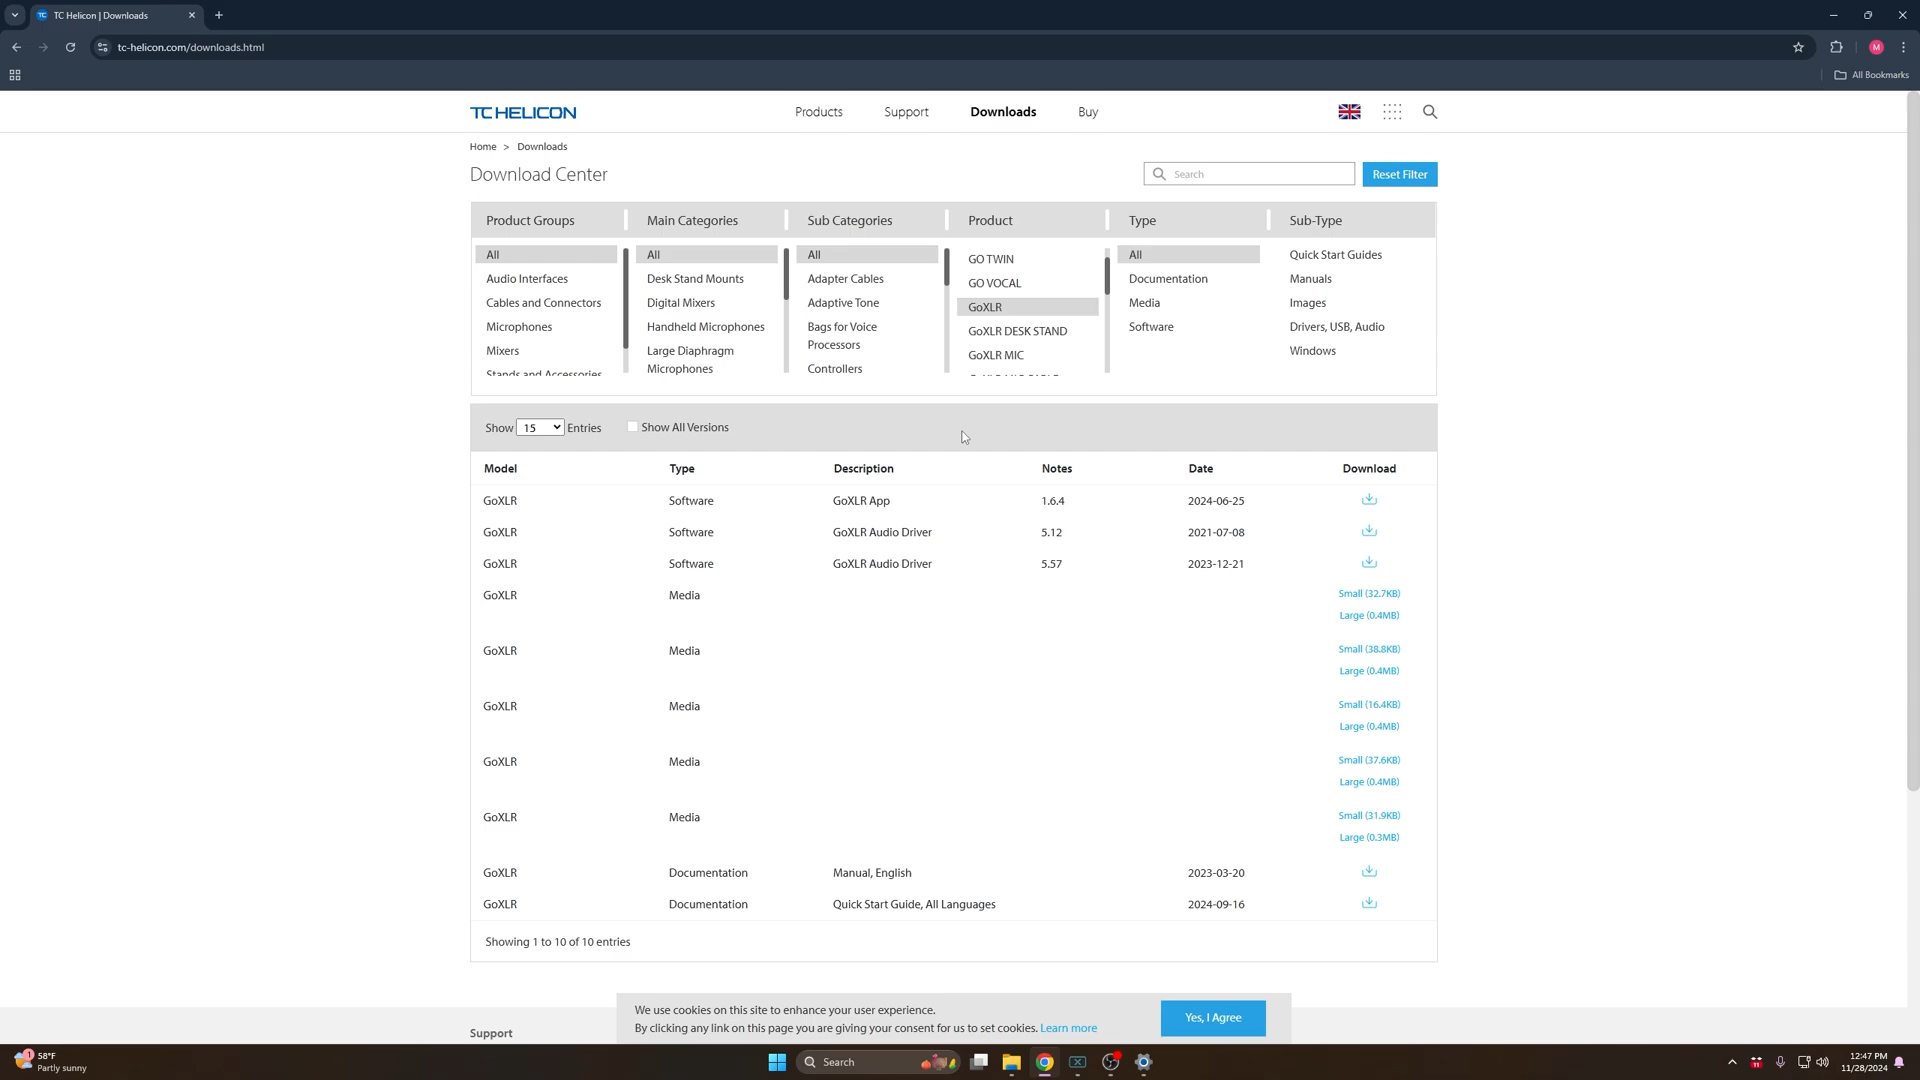 TC Helicon | Downloads
tc-helicon.com/downloads.html
M
All Bookmarks
TC HELICON
Products
Support
Downloads
Buy
Home > Downloads
Download Center
Search
Reset Filter
Product Groups
Main Categories
Sub Categories
Product
Type
Sub-Type
All
Audio Interfaces
Cables and Connectors
Microphones
Mixers
Stands and Accessories
All
Desk Stand Mounts
Digital Mixers
Handheld Microphones
Large Diaphragm
Microphones
All
Adapter Cables
Adaptive Tone
Bags for Voice
Processors
Controllers
GO TWIN
GO VOCAL
GoXLR
GoXLR DESK STAND
GoXLR MIC
All
Documentation
Media
Software
Quick Start Guides
Manuals
Images
Drivers, USB, Audio
Windows
Show 15 Entries
Show All Versions
Model Type Description Notes Date Download
GoXLR Software GoXLR App 1.6.4 2024-06-25
GoXLR Software GoXLR Audio Driver 5.12 2021-07-08
GoXLR Software GoXLR Audio Driver 5.57 2023-12-21
GoXLR Media Small (32.7KB)
Large (0.4MB)
GoXLR Media Small (38.8KB)
Large (0.4MB)
GoXLR Media Small (16.4KB)
Large (0.4MB)
GoXLR Media Small (37.6KB)
Large (0.4MB)
GoXLR Media Small (31.9KB)
Large (0.3MB)
GoXLR Documentation Manual, English 2023-03-20
GoXLR Documentation Quick Start Guide, All Languages 2024-09-16
Showing 1 to 10 of 10 entries
We use cookies on this site to enhance your user experience.
By clicking any link on this page you are giving your consent for us to set cookies. Learn more
Yes, I Agree
Support
1
58°F
Partly sunny
Search
11
12:47 PM
11/28/2024